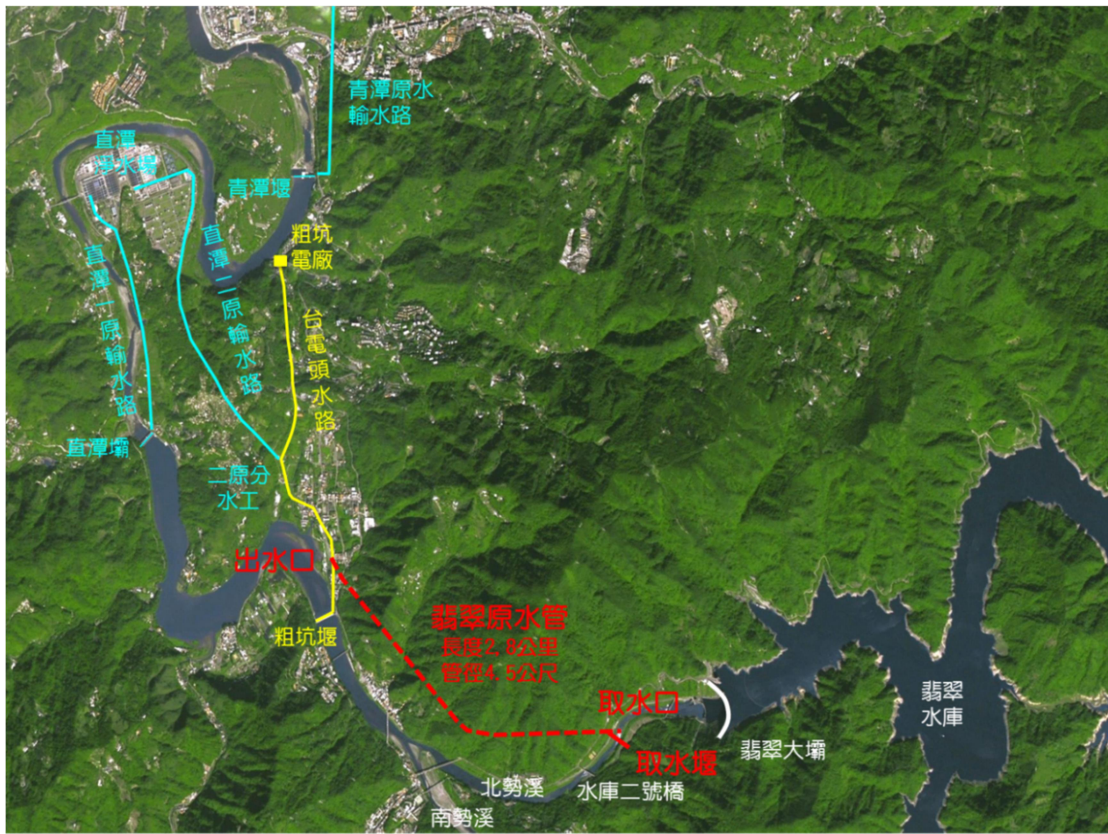 青潭原水
輸水路
直潭
淨水場
青潭堰
粗坑
電廠
直潭一原輸水路
直潭二原輸水路
台電頭水路
直潭壩
二原分
水工
出水口
粗坑堰
翡翠原水管
長度2.8公里
管徑4.5公尺
取水口
取水堰
翡翠
水庫
翡翠大壩
北勢溪
水庫二號橋
南勢溪